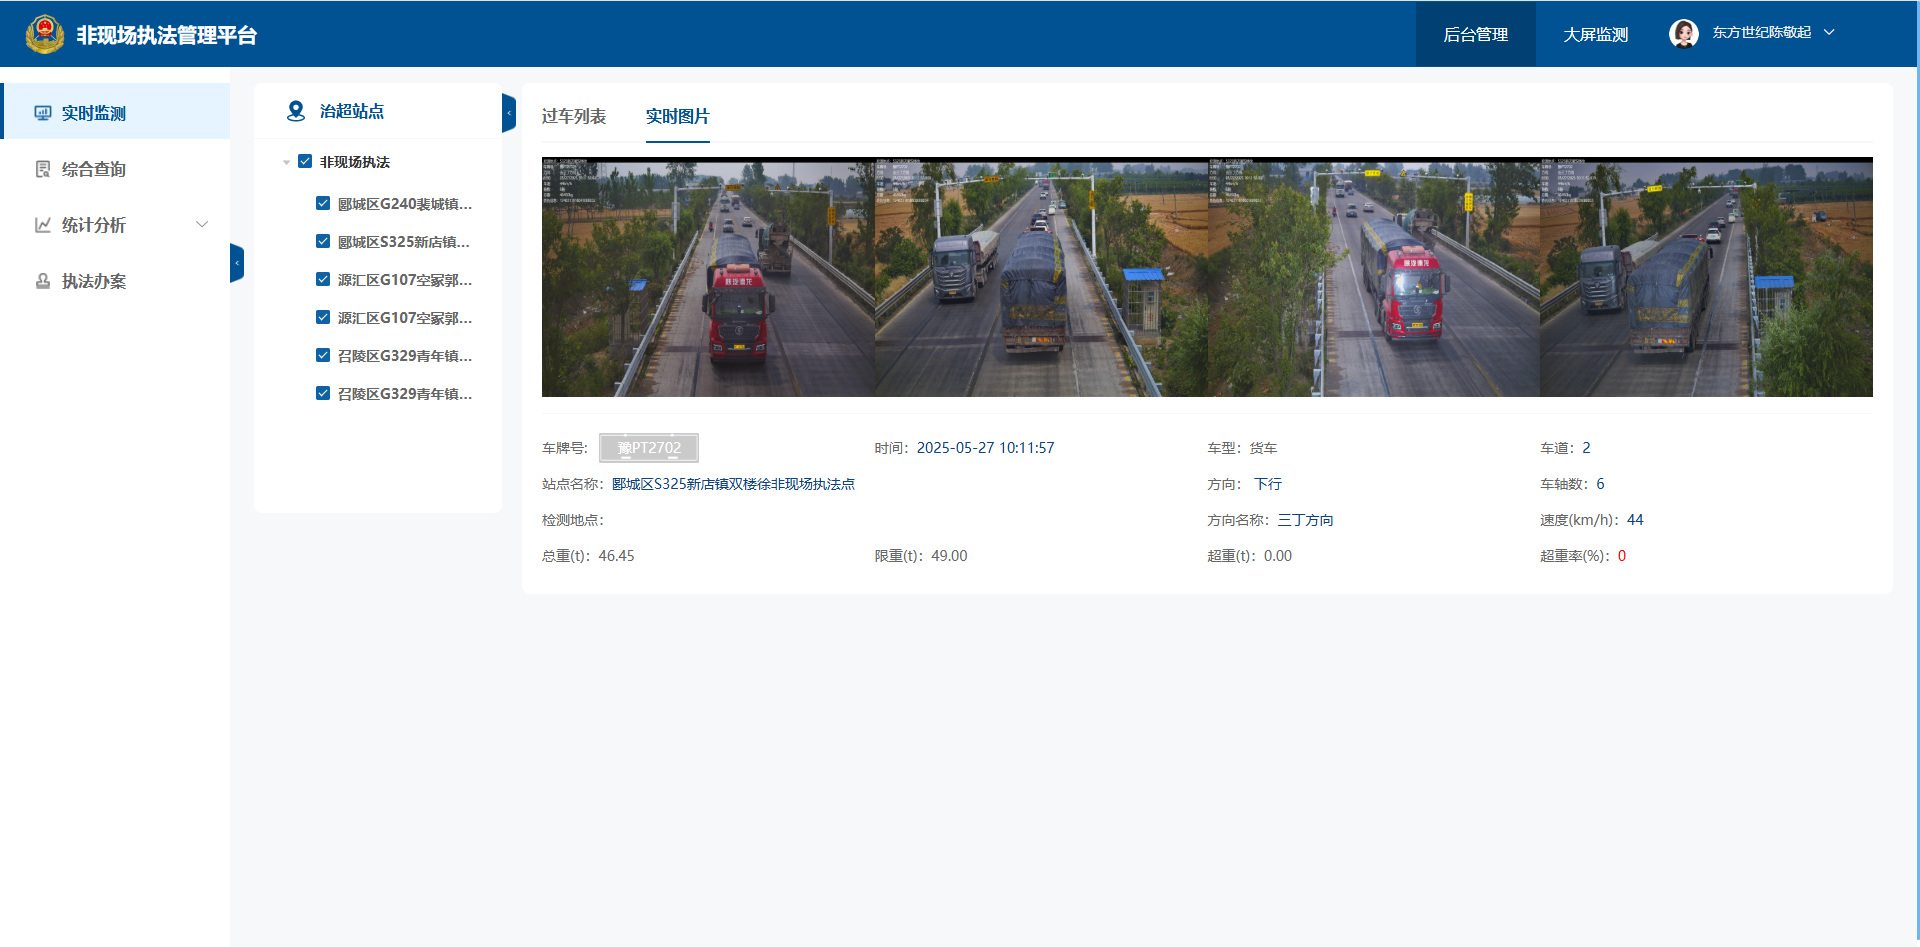 非现场执法管理平台
后台管理
大屏监测
东方世纪陈敬起
实时监测
综合查询
统计分析
执法办案
治超站点
非现场执法
郾城区G240裴城镇...
郾城区S325新店镇...
源汇区G107空冢郭...
源汇区G107空冢郭...
召陵区G329青年镇...
召陵区G329青年镇...
过车列表
实时图片
车牌号: 豫PT2702
时间: 2025-05-27 10:11:57
车型: 货车
车道: 2
站点名称: 郾城区S325新店镇双楼徐非现场执法点
方向: 下行
车轴数: 6
检测地点:
方向名称: 三丁方向
速度(km/h): 44
总重(t): 46.45
限重(t): 49.00
超重(t): 0.00
超重率(%): 0